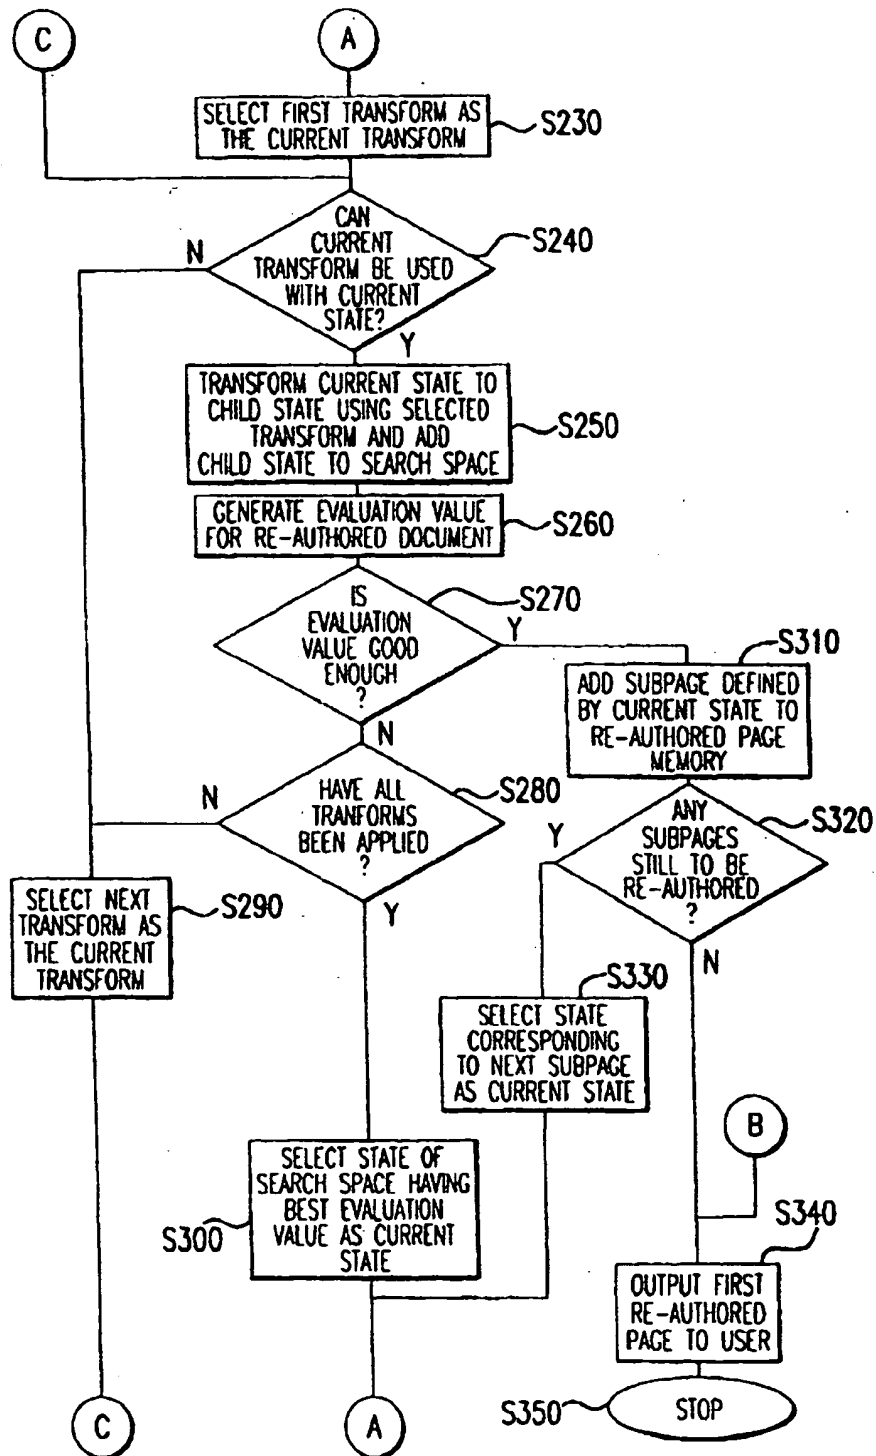 C
A
SELECT FIRST TRANSFORM AS
THE CURRENT TRANSFORM
S230
CAN
CURRENT
TRANSFORM BE USED
WITH CURRENT
STATE?
S240
N
Y
TRANSFORM CURRENT STATE TO
CHILD STATE USING SELECTED
TRANSFORM AND ADD
CHILD STATE TO SEARCH SPACE
S250
GENERATE EVALUATION VALUE
FOR RE-AUTHORED DOCUMENT
S260
IS
EVALUATION
VALUE GOOD
ENOUGH
?
S270
Y
N
S310
ADD SUBPAGE DEFINED
BY CURRENT STATE TO
RE-AUTHORED PAGE
MEMORY
HAVE ALL
TRANFORMS
BEEN APPLIED
?
S280
N
Y
ANY
SUBPAGES
STILL TO BE
RE-AUTHORED
?
S320
Y
N
SELECT NEXT
TRANSFORM AS
THE CURRENT
TRANSFORM
S290
S330
SELECT STATE
CORRESPONDING
TO NEXT SUBPAGE
AS CURRENT STATE
B
SELECT STATE OF
SEARCH SPACE HAVING
BEST EVALUATION
VALUE AS CURRENT
STATE
S300
S340
OUTPUT FIRST
RE-AUTHORED
PAGE TO USER
S350
STOP
C
A